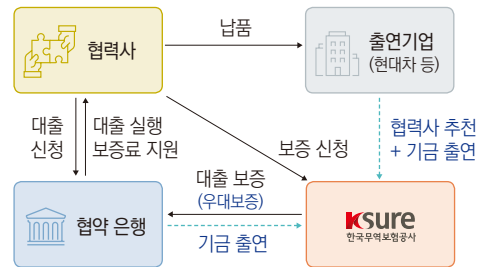 협력사
납품
출연기업
(현대차 등)
대출
신청
대출 실행
보증료 지원
보증 신청
협력사 추천
+ 기금 출연
대출 보증
(우대보증)
협약 은행
기금 출연
Ksure
한국무역보험공사